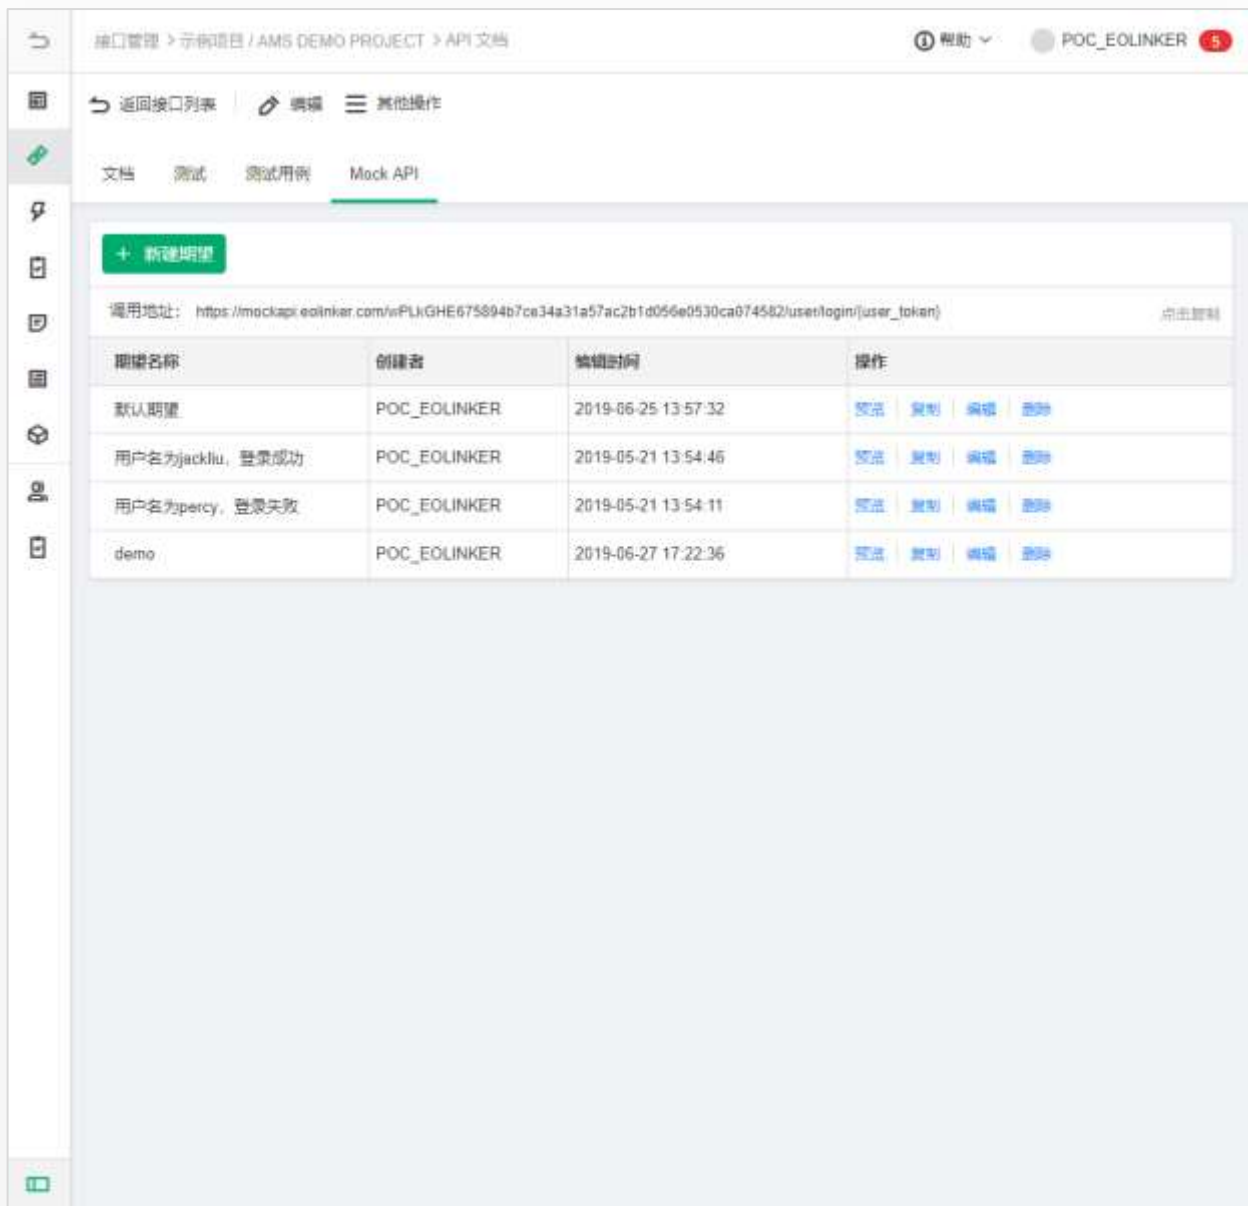 接口管理 > 示例项目 / AMS DEMO PROJECT > API 文档 帮助 POC_EOLINKER 5
返回接口列表 编辑 其他操作
文档 测试 测试用例 Mock API
+ 新建期望
调用地址： https://mockapi.eolinker.com/wPLkGHE675894b7ce34a31a57ac2b1d056e0530ca074582/user/login/{user_token} 点击复制
期望名称 创建者 编辑时间 操作
默认期望 POC_EOLINKER 2019-06-25 13:57:32 预览 复制 编辑 删除
用户名为jackliu，登录成功 POC_EOLINKER 2019-05-21 13:54:46 预览 复制 编辑 删除
用户名为percy，登录失败 POC_EOLINKER 2019-05-21 13:54:11 预览 复制 编辑 删除
demo POC_EOLINKER 2019-06-27 17:22:36 预览 复制 编辑 删除